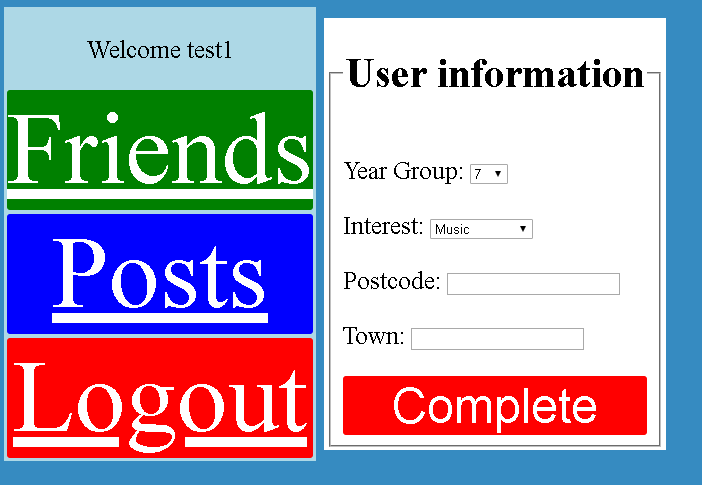 Welcome test1
Friends
Posts
Logout
User information
Year Group: 7
Interest: Music
Postcode:
Town:
Complete